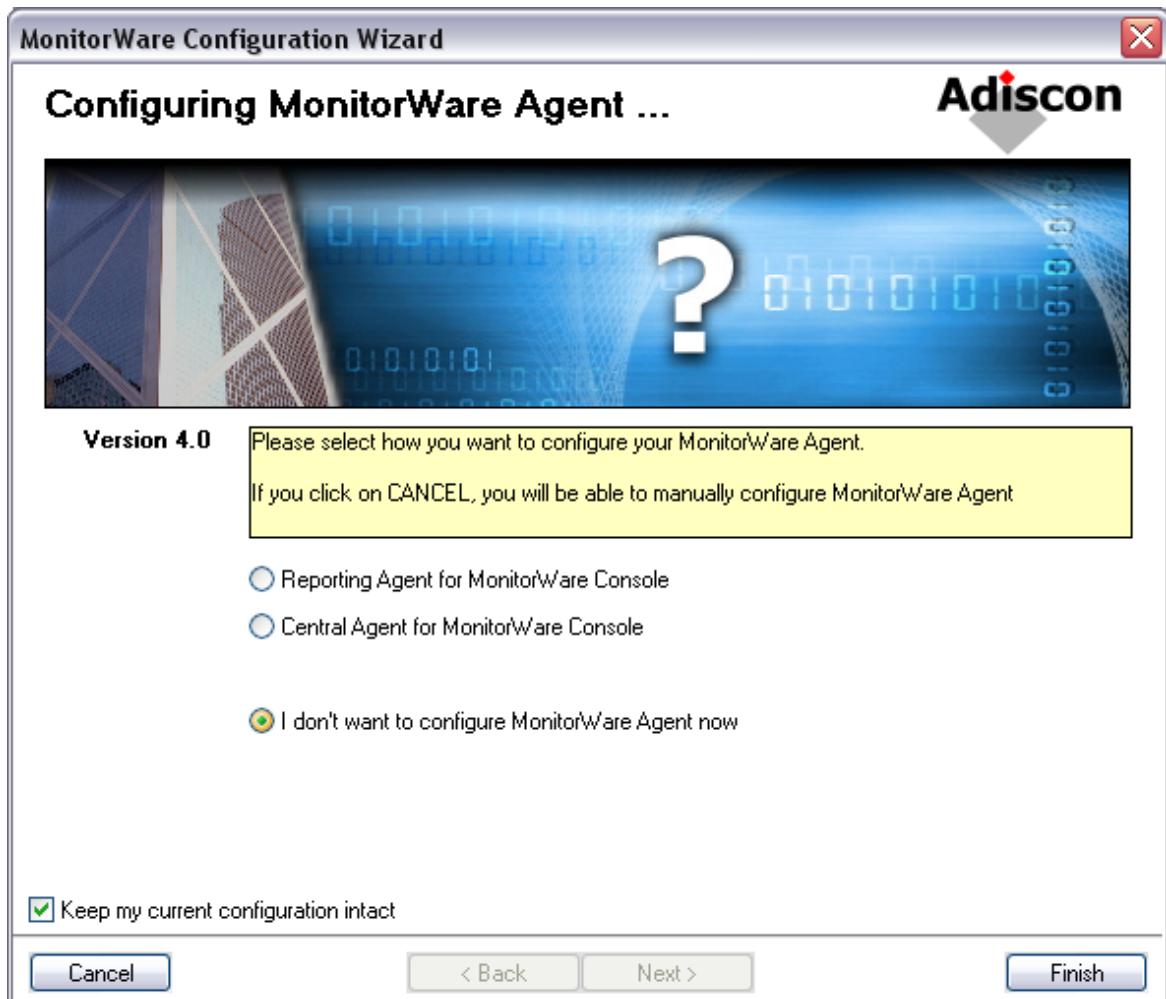 MonitorWare Configuration Wizard
Configuring MonitorWare Agent ...
Adiscon
?
01010101010101
01010101010
01010101
Version 4.0
Please select how you want to configure your MonitorWare Agent.
If you click on CANCEL, you will be able to manually configure MonitorWare Agent
Reporting Agent for MonitorWare Console
Central Agent for MonitorWare Console
I don't want to configure MonitorWare Agent now
Keep my current configuration intact
Cancel
< Back
Next >
Finish